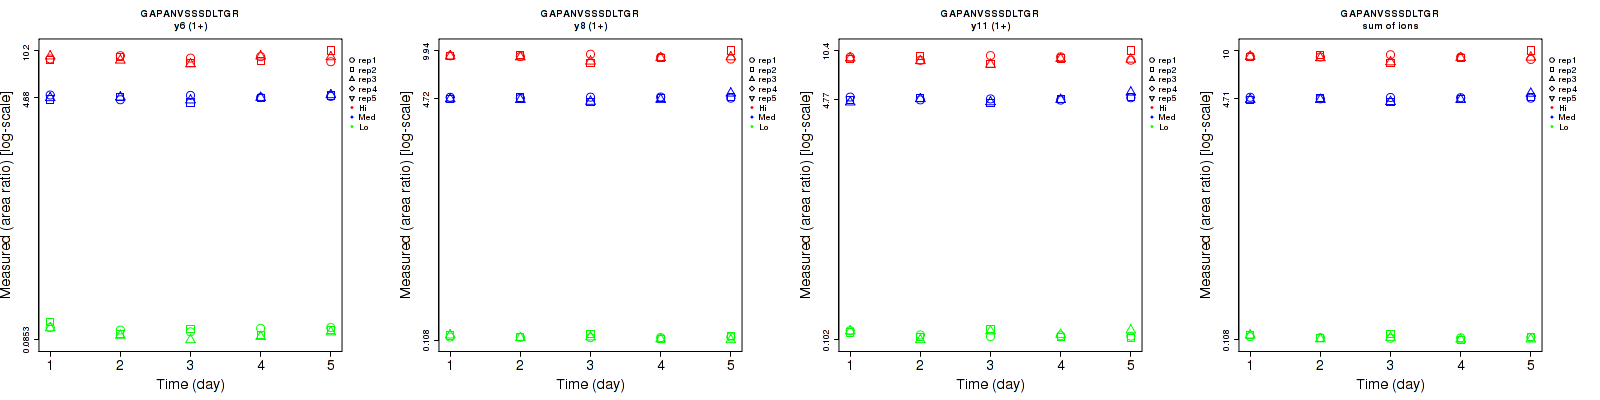 GAPANVSSSDLTGR
y6 (1+)
Measured (area ratio) [log-scale]
10.2
4.88
0.0853
1 2 3 4 5
Time (day)
rep1
rep2
rep3
rep4
rep5
Hi
Med
Lo
GAPANVSSSDLTGR
y8 (1+)
Measured (area ratio) [log-scale]
9.94
4.72
0.108
1 2 3 4 5
Time (day)
rep1
rep2
rep3
rep4
rep5
Hi
Med
Lo
GAPANVSSSDLTGR
y11 (1+)
Measured (area ratio) [log-scale]
10.4
4.77
0.102
1 2 3 4 5
Time (day)
rep1
rep2
rep3
rep4
rep5
Hi
Med
Lo
GAPANVSSSDLTGR
sum of ions
Measured (area ratio) [log-scale]
10
4.71
0.108
1 2 3 4 5
Time (day)
rep1
rep2
rep3
rep4
rep5
Hi
Med
Lo